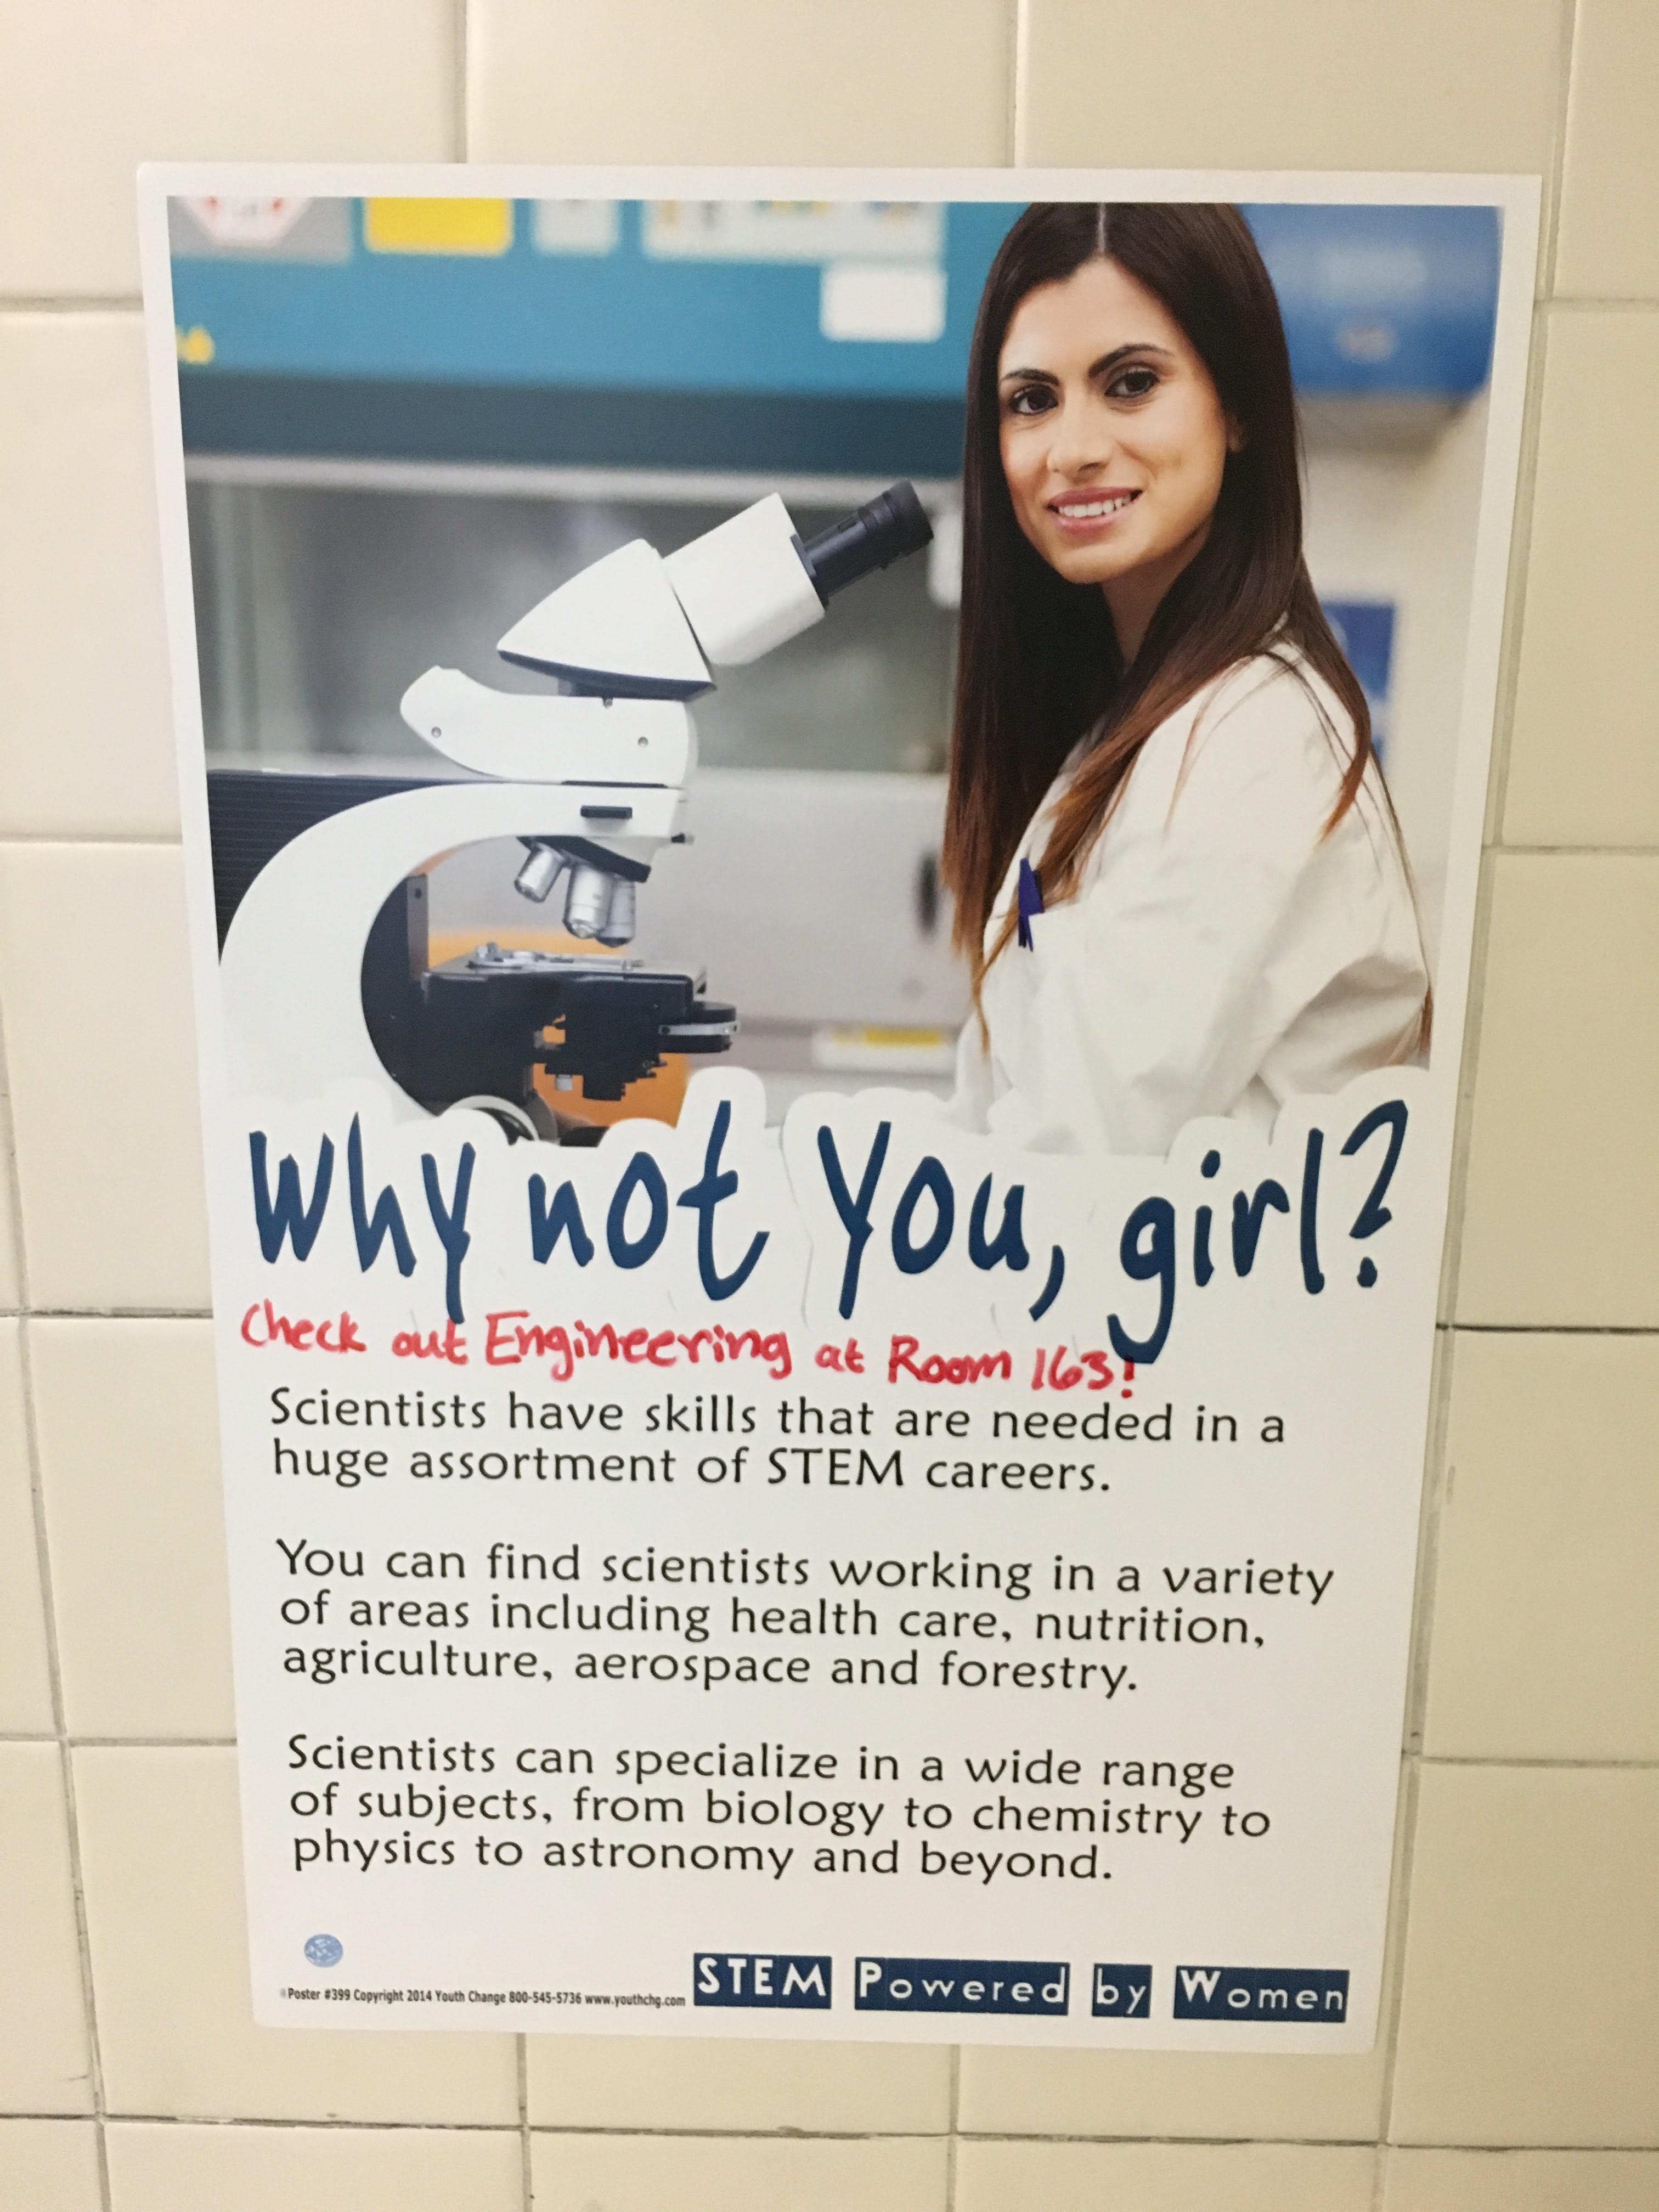 Why not You, girl?
Check out Engineering at Room 163!
Scientists have skills that are needed in a
huge assortment of STEM careers.
You can find scientists working in a variety
of areas including health care, nutrition,
agriculture, aerospace and forestry.
Scientists can specialize in a wide range
of subjects, from biology to chemistry to
physics to astronomy and beyond.
Poster #399 Copyright 2014 Youth Change 800-545-5736 www.youthchg.com
STEM Powered by Women